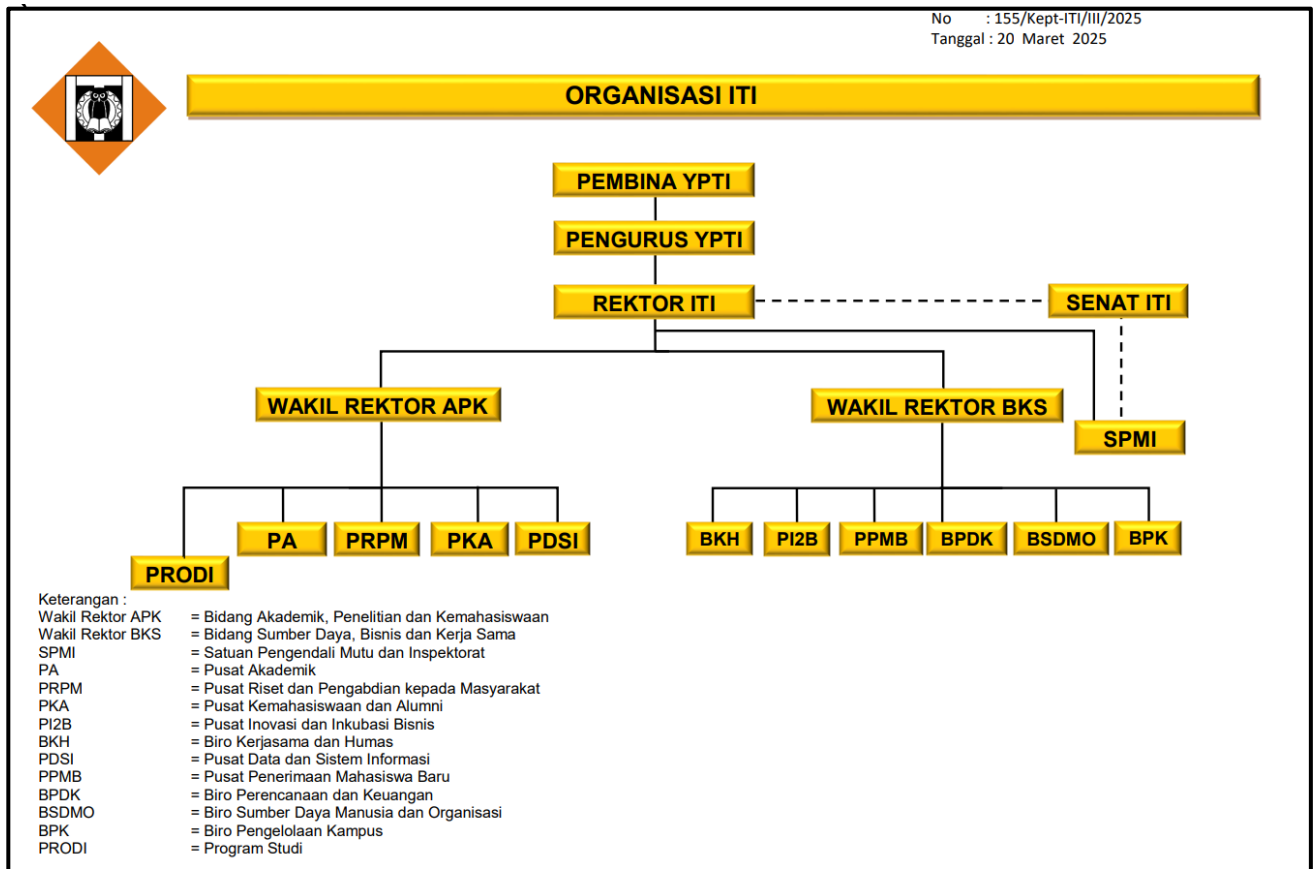 No : 155/Kept-ITI/III/2025
Tanggal : 20 Maret 2025
ORGANISASI ITI
PEMBINA YPTI
PENGURUS YPTI
REKTOR ITI
SENAT ITI
WAKIL REKTOR APK
WAKIL REKTOR BKS
SPMI
PA
PRPM
PKA
PDSI
BKH
PI2B
PPMB
BPDK
BSDMO
BPK
PRODI
Keterangan :
Wakil Rektor APK = Bidang Akademik, Penelitian dan Kemahasiswaan
Wakil Rektor BKS = Bidang Sumber Daya, Bisnis dan Kerja Sama
SPMI = Satuan Pengendali Mutu dan Inspektorat
PA = Pusat Akademik
PRPM = Pusat Riset dan Pengabdian kepada Masyarakat
PKA = Pusat Kemahasiswaan dan Alumni
PI2B = Pusat Inovasi dan Inkubasi Bisnis
BKH = Biro Kerjasama dan Humas
PDSI = Pusat Data dan Sistem Informasi
PPMB = Pusat Penerimaan Mahasiswa Baru
BPDK = Biro Perencanaan dan Keuangan
BSDMO = Biro Sumber Daya Manusia dan Organisasi
BPK = Biro Pengelolaan Kampus
PRODI = Program Studi